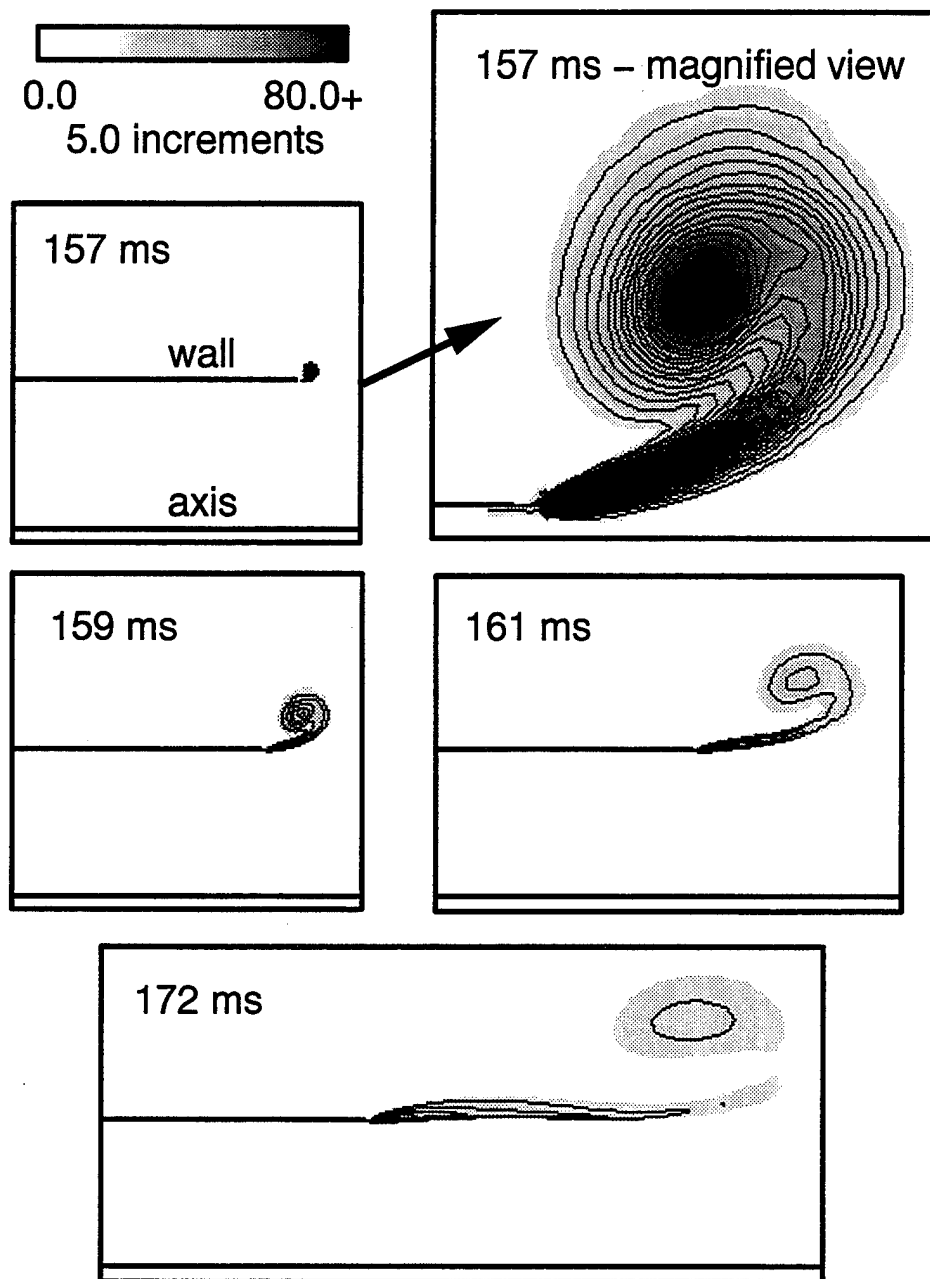 0.0 80.0+
5.0 increments
157 ms – magnified view
157 ms
wall
axis
159 ms
161 ms
172 ms